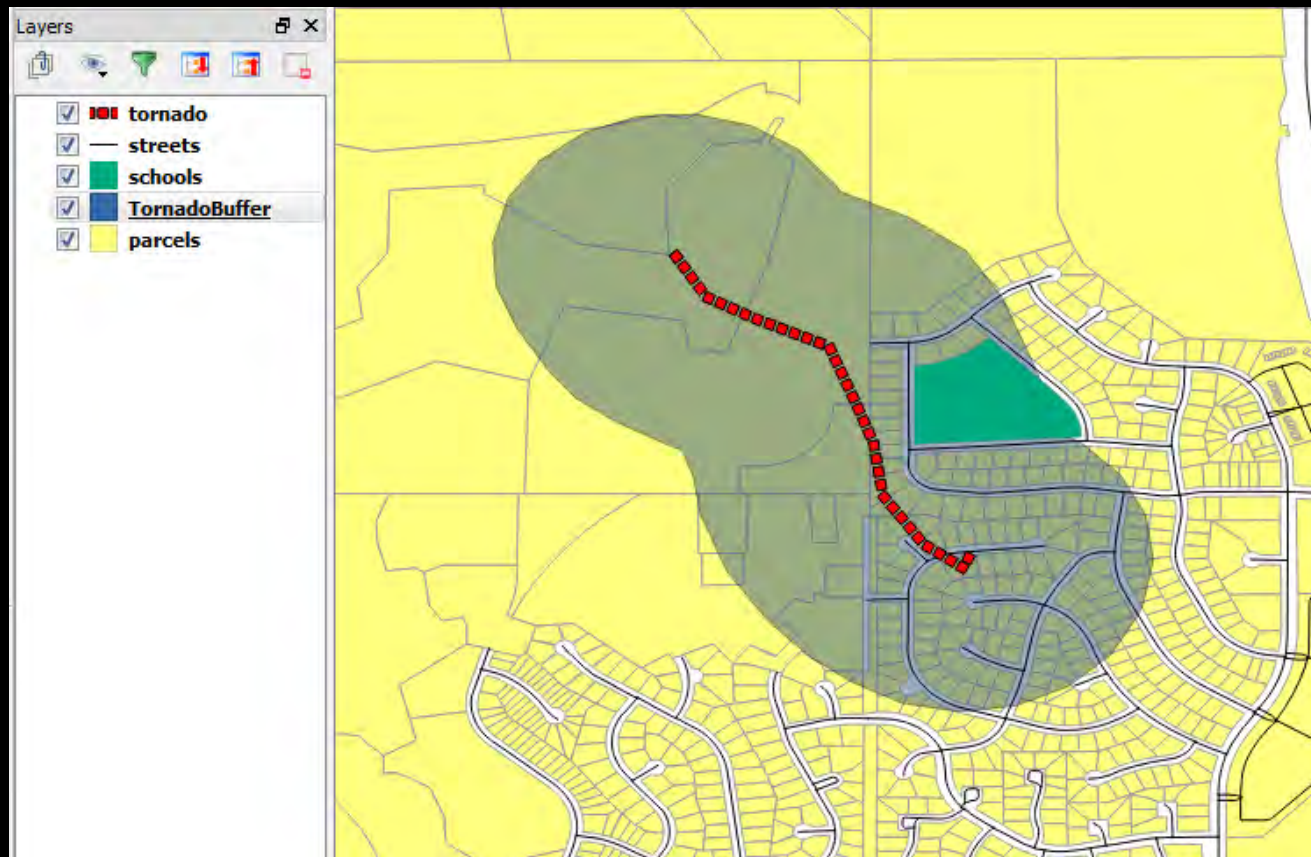 Layers
tornado
streets
schools
TornadoBuffer
parcels